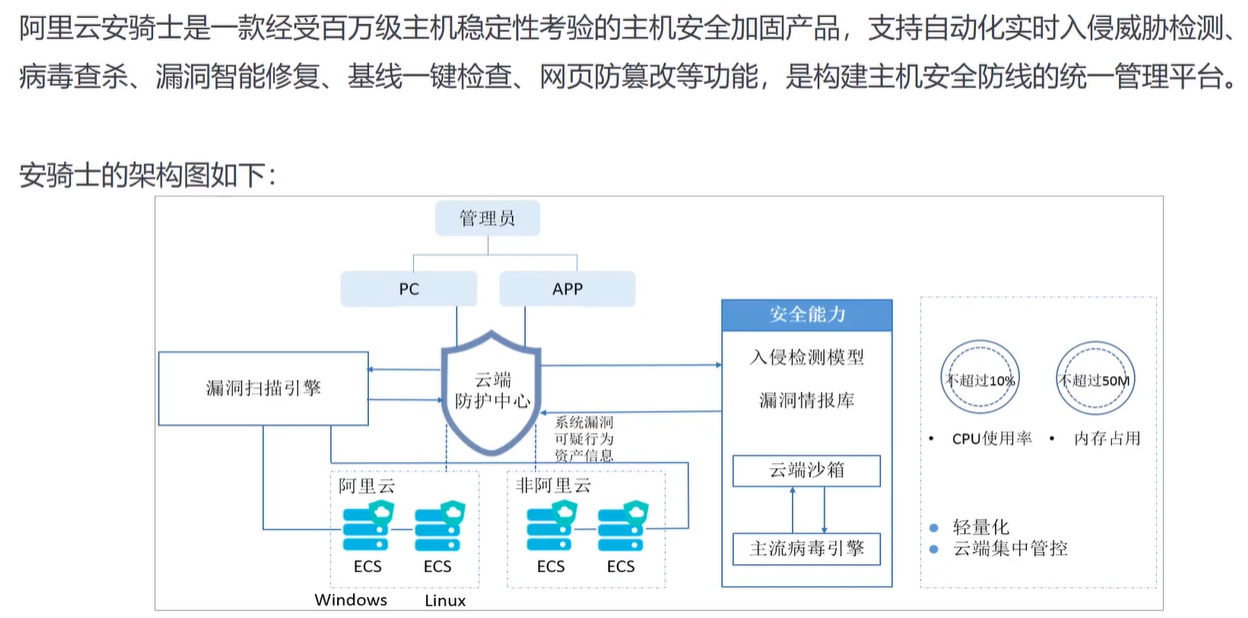 阿里云安骑士是一款经受百万级主机稳定性考验的主机安全加固产品，支持自动化实时入侵威胁检测、
病毒查杀、漏洞智能修复、基线一键检查、网页防篡改等功能，是构建主机安全防线的统一管理平台。
安骑士的架构图如下：
管理员
PC
APP
漏洞扫描引擎
云端
防护中心
系统漏洞
可疑行为
资产信息
阿里云
ECS
ECS
Windows
Linux
非阿里云
ECS
ECS
安全能力
入侵检测模型
漏洞情报库
云端沙箱
主流病毒引擎
不超过10%
不超过50M
• CPU使用率
• 内存占用
● 轻量化
● 云端集中管控